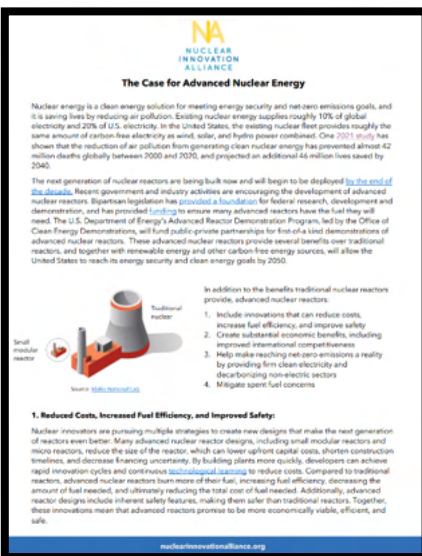 NA
NUCLEAR
INNOVATION
ALLIANCE
The Case for Advanced Nuclear Energy
Nuclear energy is a clean energy solution for meeting energy security and net-zero emissions goals, and
it is saving lives by reducing air pollution. Existing nuclear energy supplies roughly 10% of global
electricity and 20% of U.S. electricity. In the United States, the existing nuclear fleet provides roughly the
same amount of carbon-free electricity as wind, solar, and hydro power combined. One 2021 study has
shown that the reduction of air pollution from generating clean nuclear energy has prevented almost 42
million deaths globally between 2000 and 2020, and projected an additional 46 million lives saved by
2040.
The next generation of nuclear reactors are being built now and will begin to be deployed by the end of
the decade. Recent government and industry activities are encouraging the development of advanced
nuclear reactors. Bipartisan legislation has provided a foundation for federal research, development and
demonstration, and has provided funding to ensure many advanced reactors have the fuel they will
need. The U.S. Department of Energy's Advanced Reactor Demonstration Program, led by the Office of
Clean Energy Demonstrations, will fund public-private partnerships for first-of-a kind demonstrations of
advanced nuclear reactors. These advanced nuclear reactors provide several benefits over traditional
reactors, and together with renewable energy and other carbon-free energy sources, will allow the
United States to reach its energy security and clean energy goals by 2050.
Traditional
nuclear
Small
modular
reactor
Source: Idaho National Lab
In addition to the benefits traditional nuclear reactors
provide, advanced nuclear reactors:
1. Include innovations that can reduce costs,
increase fuel efficiency, and improve safety
2. Create substantial economic benefits, including
improved international competitiveness
3. Help make reaching net-zero emissions a reality
by providing firm clean electricity and
decarbonizing non-electric sectors
4. Mitigate spent fuel concerns
1. Reduced Costs, Increased Fuel Efficiency, and Improved Safety:
Nuclear innovators are pursuing multiple strategies to create new designs that make the next generation
of reactors even better. Many advanced nuclear reactor designs, including small modular reactors and
micro reactors, reduce the size of the reactor, which can lower upfront capital costs, shorten construction
timelines, and decrease financing uncertainty. By building plants more quickly, developers can achieve
rapid innovation cycles and continuous technological learning to reduce costs. Compared to traditional
reactors, advanced nuclear reactors burn more of their fuel, increasing fuel efficiency, decreasing the
amount of fuel needed, and ultimately reducing the total cost of fuel needed. Additionally, advanced
reactor designs include inherent safety features, making them safer than traditional reactors. Together,
these innovations mean that advanced reactors promise to be more economically viable, efficient, and
safe.
nuclearinnovationalliance.org